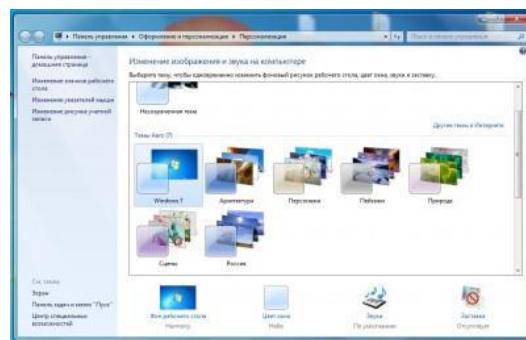 Панель управления ▸ Оформление и персонализация ▸ Персонализация
Поиск в панели управления
Панель управления -
домашняя страница
Изменение значков рабочего
стола
Изменение указателей мыши
Изменение рисунка учетной
записи
Изменение изображения и звука на компьютере
Выберите тему, чтобы одновременно изменить фоновый рисунок рабочего стола, цвет окна, звуки и заставку.
Несохраненная тема
Другие темы в Интернете
Темы Aero (7)
Windows 7
Архитектура
Персонажи
Пейзажи
Природа
Сцены
Россия
См. также
Экран
Панель задач и меню "Пуск"
Центр специальных
возможностей
Фон рабочего стола
Harmony
Цвет окна
Звуки
По умолчанию
Заставка
Отсутствует